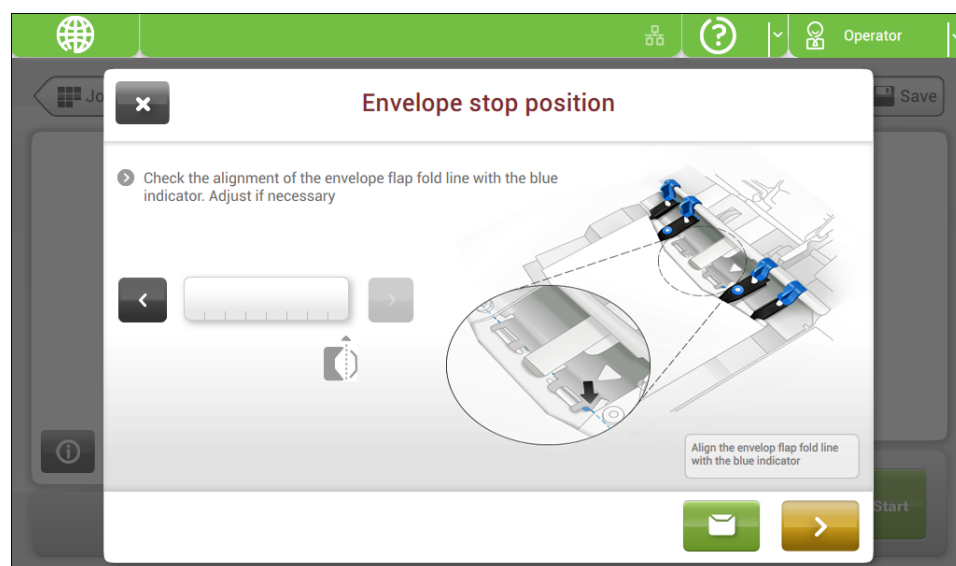 Operator
Jo
Save
Envelope stop position
Check the alignment of the envelope flap fold line with the blue
indicator. Adjust if necessary
Align the envelop flap fold line
with the blue indicator
Start